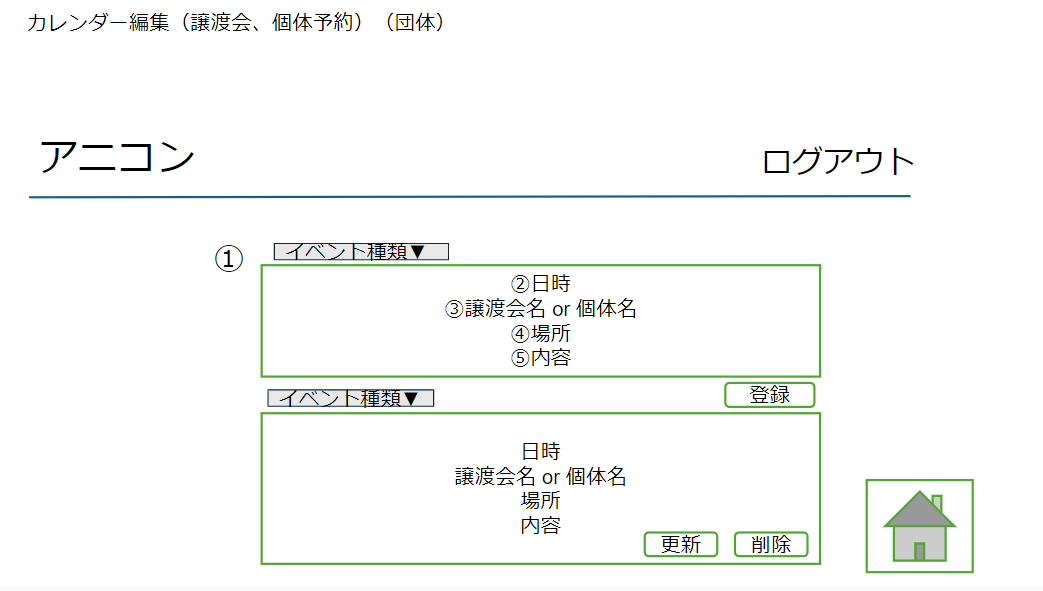 カレンダー編集（譲渡会、個体予約）（団体）
アニコン
ログアウト
①
イベント種類▼
②日時
③譲渡会名 or 個体名
④場所
⑤内容
イベント種類▼
登録
日時
譲渡会名 or 個体名
場所
内容
更新
削除